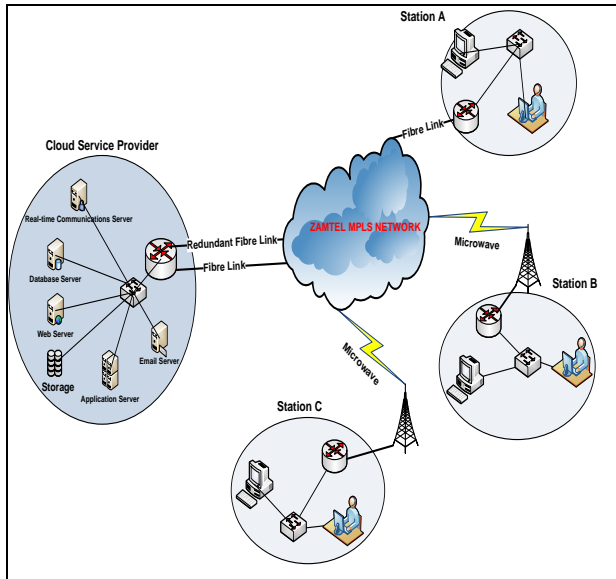 Station A
Fibre Link
Cloud Service Provider
Real-time Communications Server
Redundant Fibre Link
ZAMTEL MPLS NETWORK
Database Server
Fibre Link
Microwave
Station B
Web Server
Email Server
Storage
Application Server
Microwave
Station C